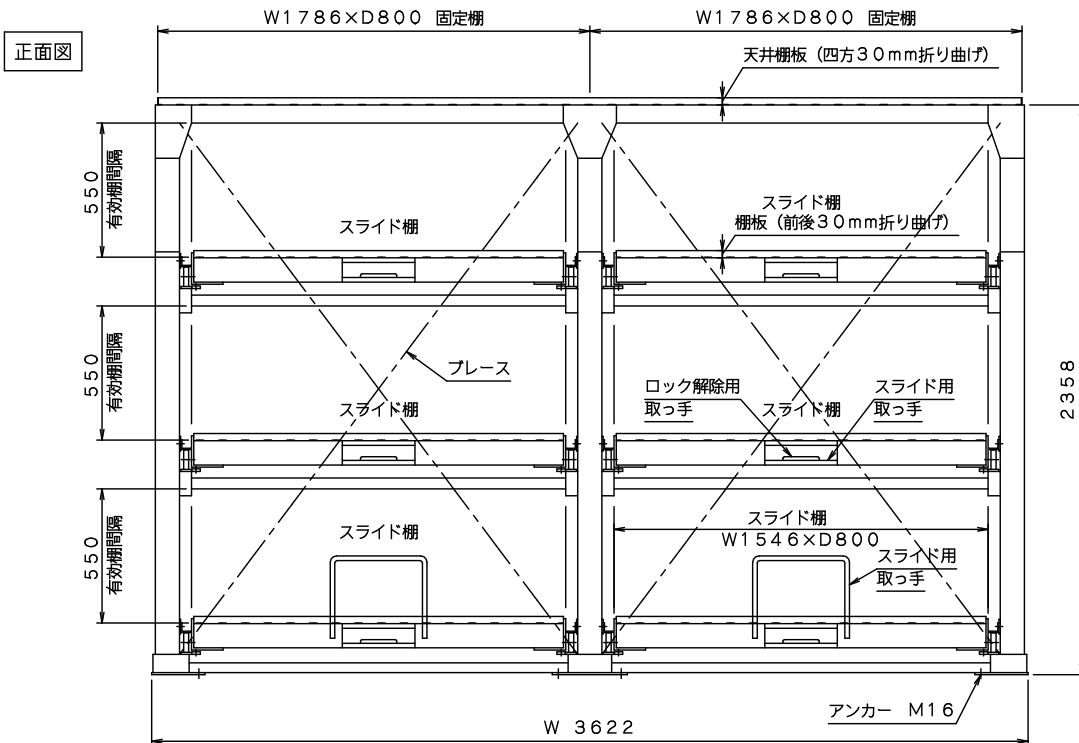 W1786×D800 固定棚
W1786×D800 固定棚
正面図
天井棚板（四方30mm折り曲げ）
550
有効棚間隔
スライド棚
スライド棚
棚板（前後30mm折り曲げ）
550
有効棚間隔
ブレース
2358
ロック解除用
取っ手
スライド用
取っ手
スライド棚
スライド棚
550
有効棚間隔
スライド棚
スライド棚
W1546×D800
スライド用
取っ手
アンカー M16
W 3622